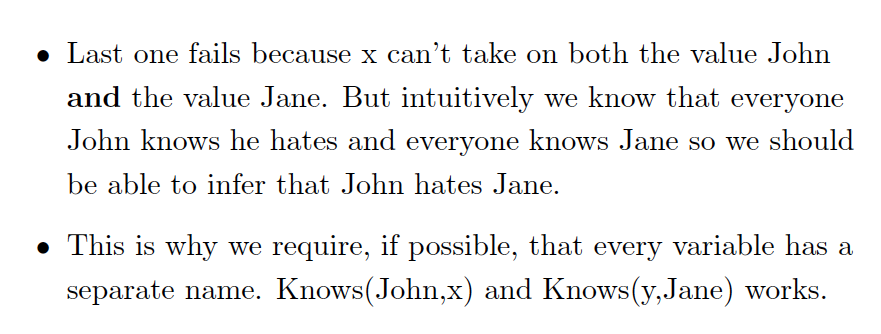 • Last one fails because x can't take on both the value John
and the value Jane. But intuitively we know that everyone
John knows he hates and everyone knows Jane so we should
be able to infer that John hates Jane.
• This is why we require, if possible, that every variable has a
separate name. Knows(John,x) and Knows(y,Jane) works.